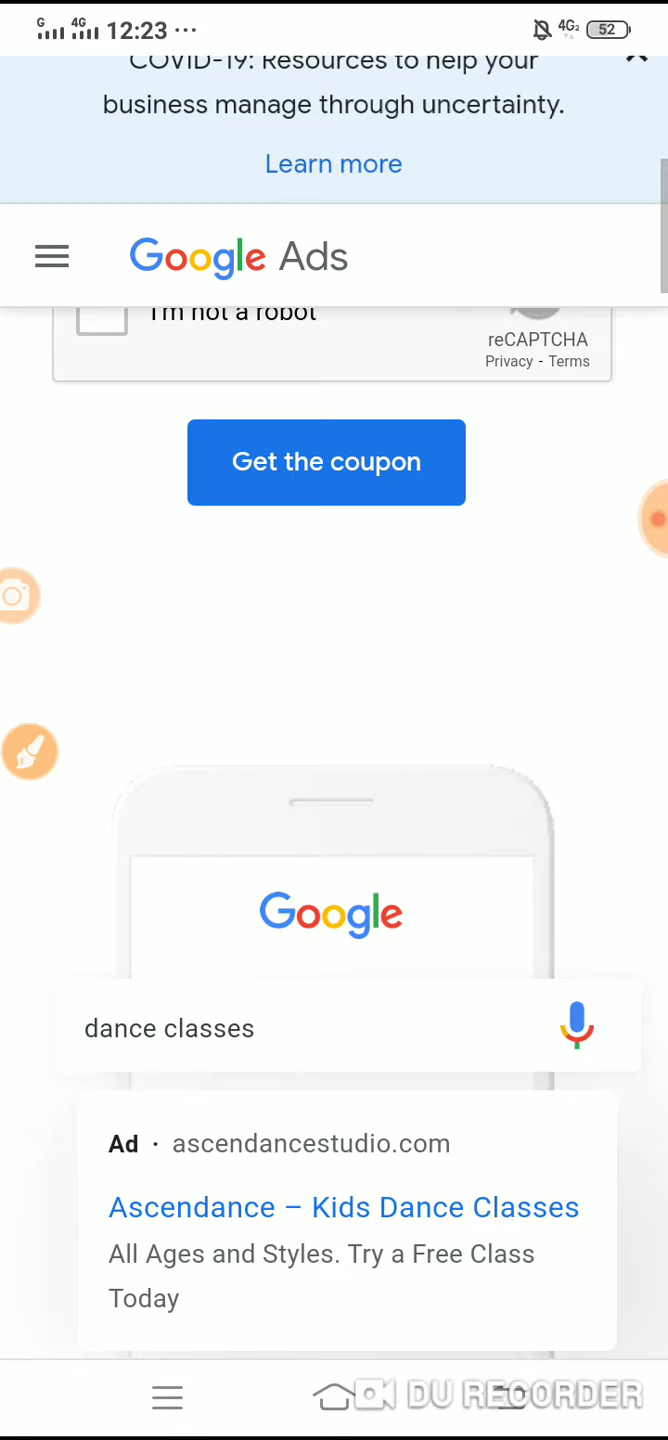 G 4G 12:23 ... 4G2 52
COVID-19: Resources to help your
business manage through uncertainty.
Learn more
Google Ads
I'm not a robot
reCAPTCHA
Privacy - Terms
Get the coupon
Google
dance classes
Ad · ascendancestudio.com
Ascendance – Kids Dance Classes
All Ages and Styles. Try a Free Class
Today
DU RECORDER